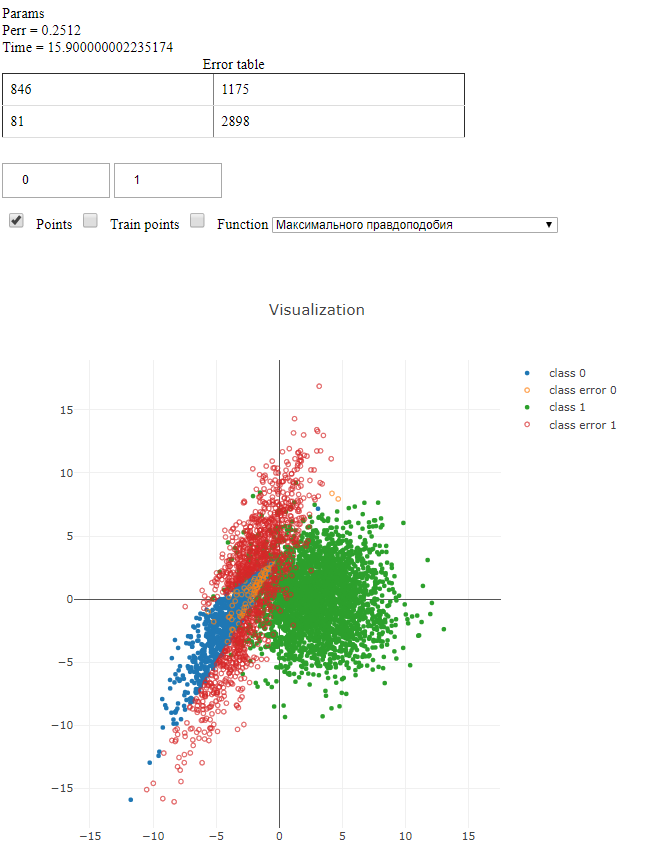 Params
Perr = 0.2512
Time = 15.900000002235174
Error table
846 1175
81 2898
0 1
Points Train points Function Максимального правдоподобия
Visualization
class 0
class error 0
class 1
class error 1
15
10
5
0
−5
−10
−15
−15 −10 −5 0 5 10 15